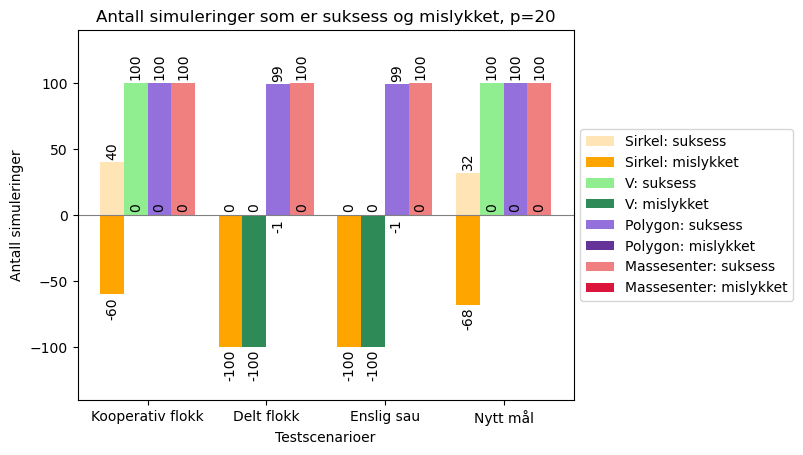 Antall simuleringer som er suksess og mislykket, p=20
Antall simuleringer
100
50
0
−50
−100
40
-60
100
0
100
0
100
0
0
-100
0
-100
99
-1
100
0
0
-100
0
-100
99
-1
100
0
32
-68
100
0
100
0
100
0
Kooperativ flokk
Delt flokk
Enslig sau
Nytt mål
Testscenarioer
Sirkel: suksess
Sirkel: mislykket
V: suksess
V: mislykket
Polygon: suksess
Polygon: mislykket
Massesenter: suksess
Massesenter: mislykket